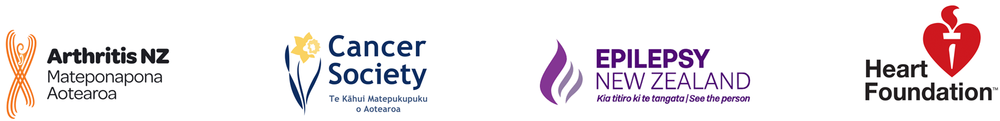 Arthritis NZ
Mateponapona
Aotearoa
Cancer
Society
Te Kāhui Matepukupuku
o Aotearoa
EPILEPSY
NEW ZEALAND
Kia titiro ki te tangata | See the person
Heart
Foundation™